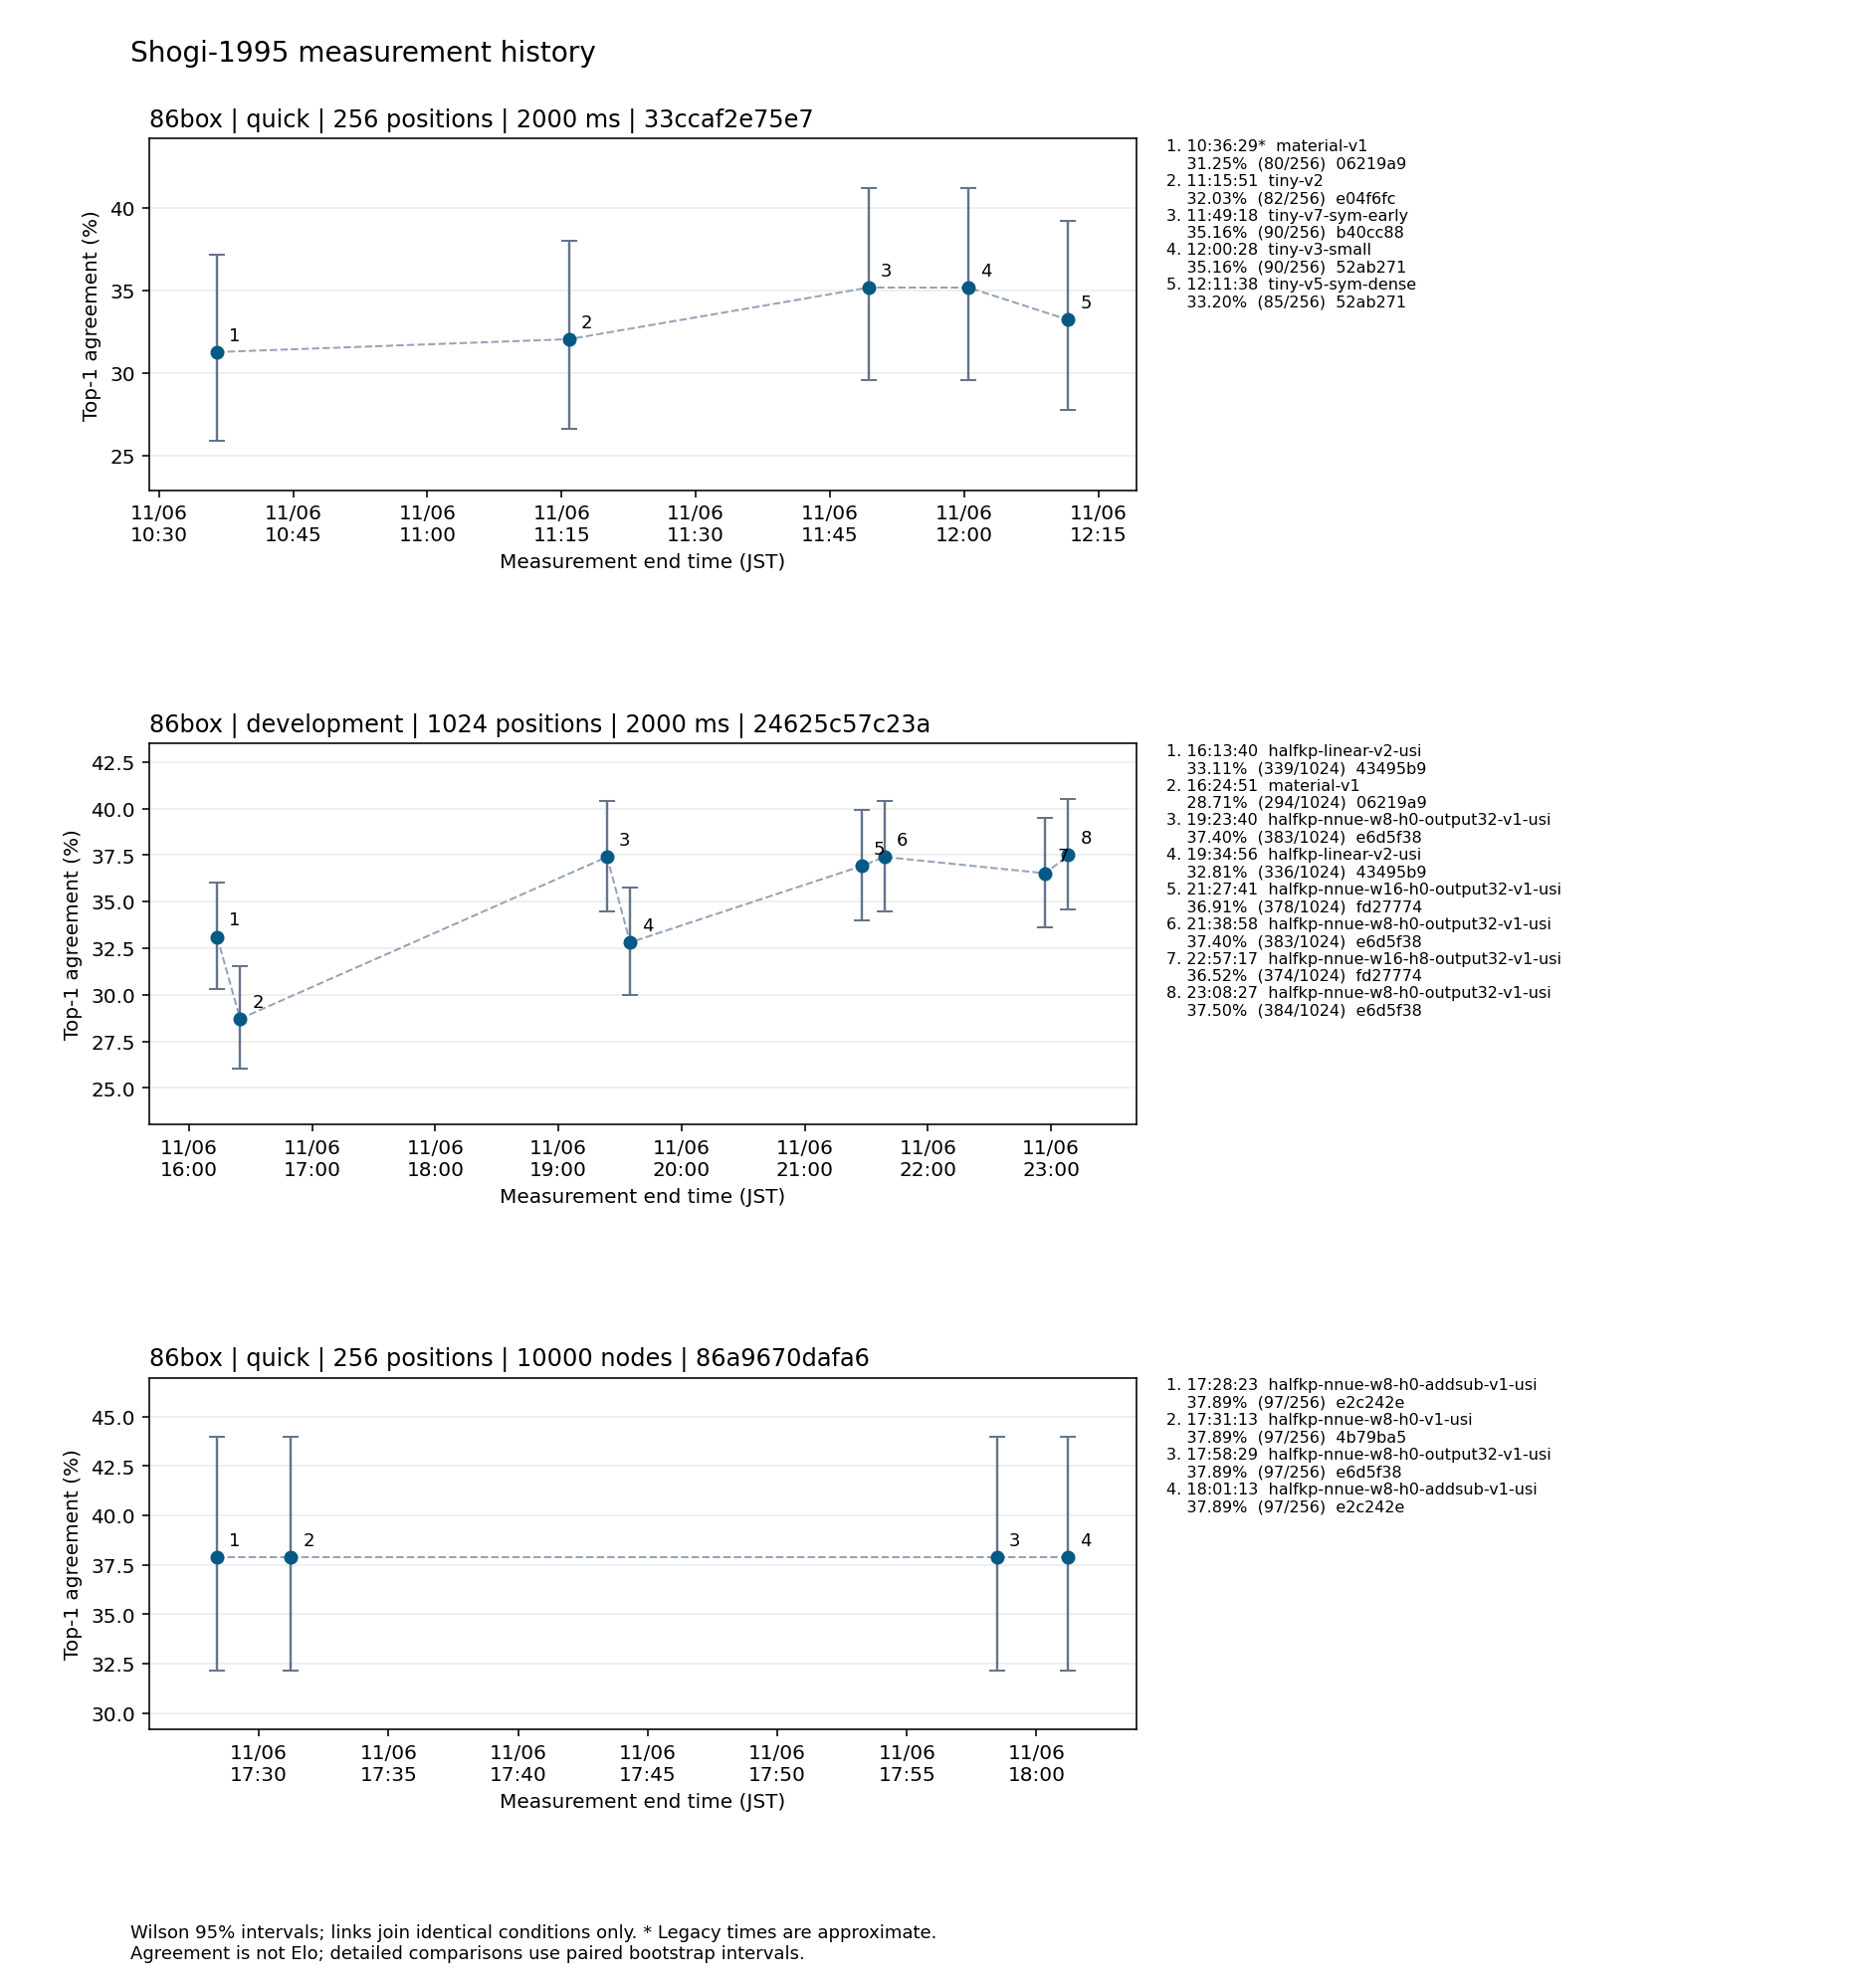 Shogi-1995 measurement history
86box | quick | 256 positions | 2000 ms | 33ccaf2e75e7
Top-1 agreement (%)
40
35
30
25
1
2
3
4
5
11/06 11/06 11/06 11/06 11/06 11/06 11/06 11/06
10:30 10:45 11:00 11:15 11:30 11:45 12:00 12:15
Measurement end time (JST)
1. 10:36:29* material-v1
31.25% (80/256) 06219a9
2. 11:15:51 tiny-v2
32.03% (82/256) e04f6fc
3. 11:49:18 tiny-v7-sym-early
35.16% (90/256) b40cc88
4. 12:00:28 tiny-v3-small
35.16% (90/256) 52ab271
5. 12:11:38 tiny-v5-sym-dense
33.20% (85/256) 52ab271
86box | development | 1024 positions | 2000 ms | 24625c57c23a
Top-1 agreement (%)
42.5
40.0
37.5
35.0
32.5
30.0
27.5
25.0
1
2
3
4
5
6
7
8
11/06 11/06 11/06 11/06 11/06 11/06 11/06 11/06
16:00 17:00 18:00 19:00 20:00 21:00 22:00 23:00
Measurement end time (JST)
1. 16:13:40 halfkp-linear-v2-usi
33.11% (339/1024) 43495b9
2. 16:24:51 material-v1
28.71% (294/1024) 06219a9
3. 19:23:40 halfkp-nnue-w8-h0-output32-v1-usi
37.40% (383/1024) e6d5f38
4. 19:34:56 halfkp-linear-v2-usi
32.81% (336/1024) 43495b9
5. 21:27:41 halfkp-nnue-w16-h0-output32-v1-usi
36.91% (378/1024) fd27774
6. 21:38:58 halfkp-nnue-w8-h0-output32-v1-usi
37.40% (383/1024) e6d5f38
7. 22:57:17 halfkp-nnue-w16-h8-output32-v1-usi
36.52% (374/1024) fd27774
8. 23:08:27 halfkp-nnue-w8-h0-output32-v1-usi
37.50% (384/1024) e6d5f38
86box | quick | 256 positions | 10000 nodes | 86a9670dafa6
Top-1 agreement (%)
45.0
42.5
40.0
37.5
35.0
32.5
30.0
1
2
3
4
11/06 11/06 11/06 11/06 11/06 11/06 11/06
17:30 17:35 17:40 17:45 17:50 17:55 18:00
Measurement end time (JST)
1. 17:28:23 halfkp-nnue-w8-h0-addsub-v1-usi
37.89% (97/256) e2c242e
2. 17:31:13 halfkp-nnue-w8-h0-v1-usi
37.89% (97/256) 4b79ba5
3. 17:58:29 halfkp-nnue-w8-h0-output32-v1-usi
37.89% (97/256) e6d5f38
4. 18:01:13 halfkp-nnue-w8-h0-addsub-v1-usi
37.89% (97/256) e2c242e
Wilson 95% intervals; links join identical conditions only. * Legacy times are approximate.
Agreement is not Elo; detailed comparisons use paired bootstrap intervals.